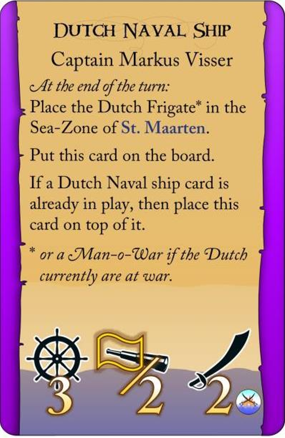 Dutch Naval Ship
Captain Markus Visser
At the end of the turn:
Place the Dutch Frigate* in the
Sea-Zone of St. Maarten.
Put this card on the board.
If a Dutch Naval ship card is
already in play, then place this
card on top of it.
* or a Man-o-War if the Dutch
currently are at war.
3 /2 2